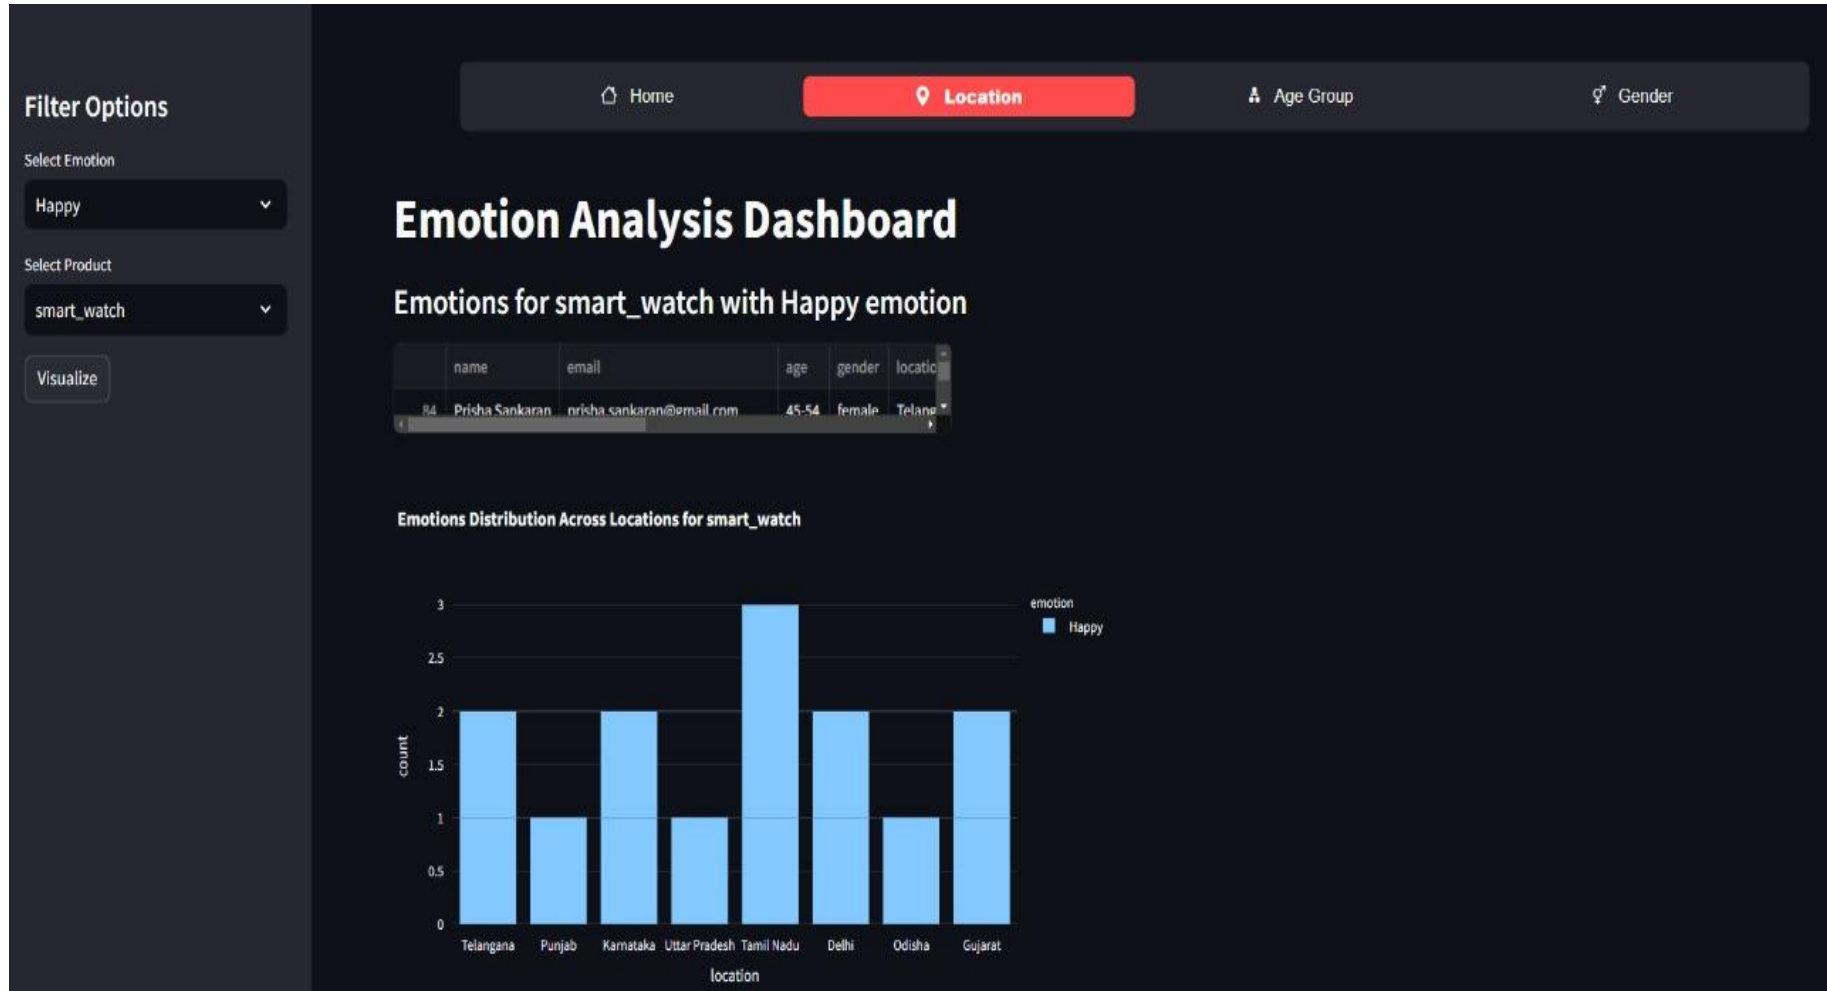 Filter Options
Select Emotion
Happy
Select Product
smart_watch
Visualize
Home Location Age Group Gender
Emotion Analysis Dashboard
Emotions for smart_watch with Happy emotion
name email age gender locatio
84 Prisha Sankaran prisha.sankaran@gmail.com 45-54 female Telang
Emotions Distribution Across Locations for smart_watch
emotion
Happy
3
2.5
2
1.5
1
0.5
0
count
Telangana Punjab Karnataka Uttar Pradesh Tamil Nadu Delhi Odisha Gujarat
location